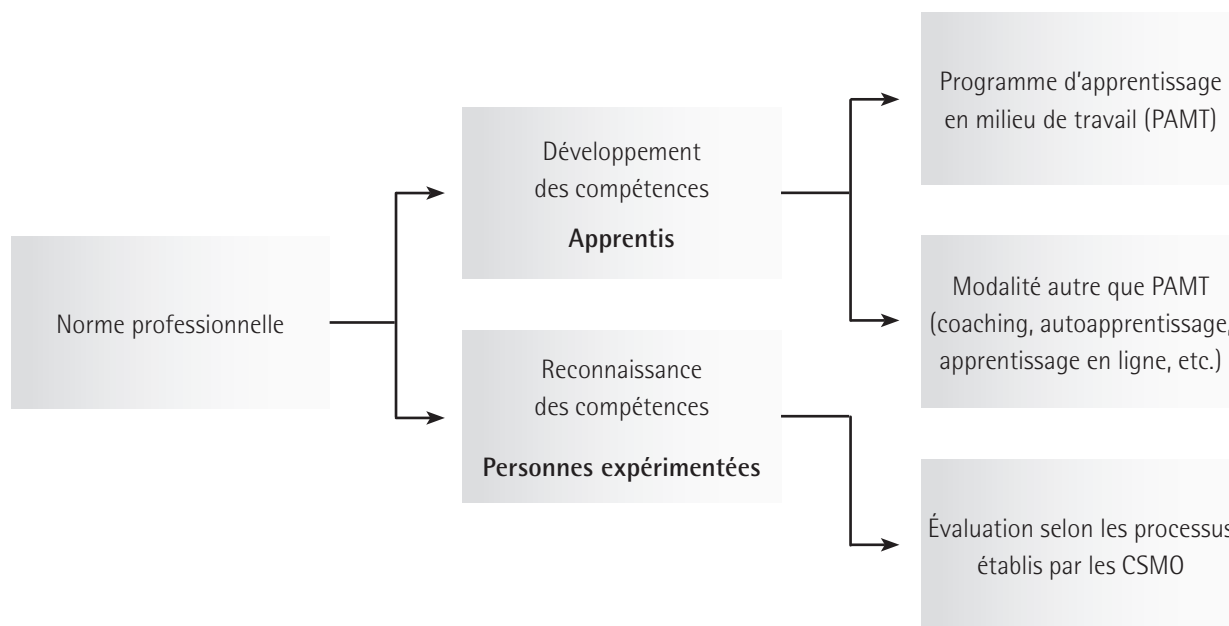 Norme professionnelle
Développement
des compétences
Apprentis
Reconnaissance
des compétences
Personnes expérimentées
Programme d'apprentissage
en milieu de travail (PAMT)
Modalité autre que PAMT
(coaching, autoapprentissage,
apprentissage en ligne, etc.)
Évaluation selon les processus
établis par les CSMO